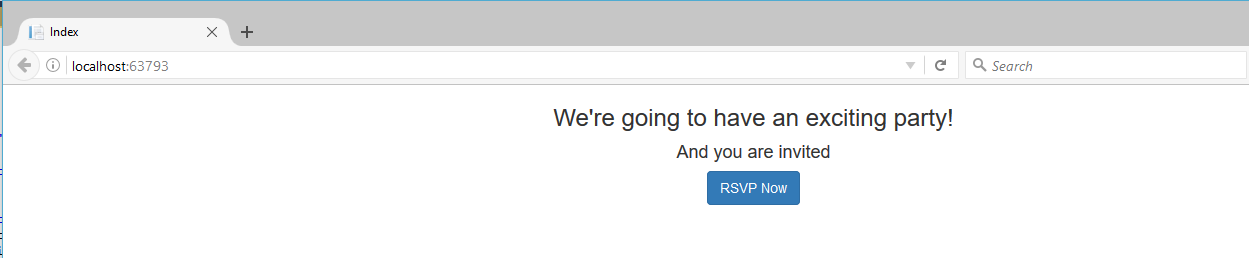 Index
localhost:63793
Search
We're going to have an exciting party!
And you are invited
RSVP Now